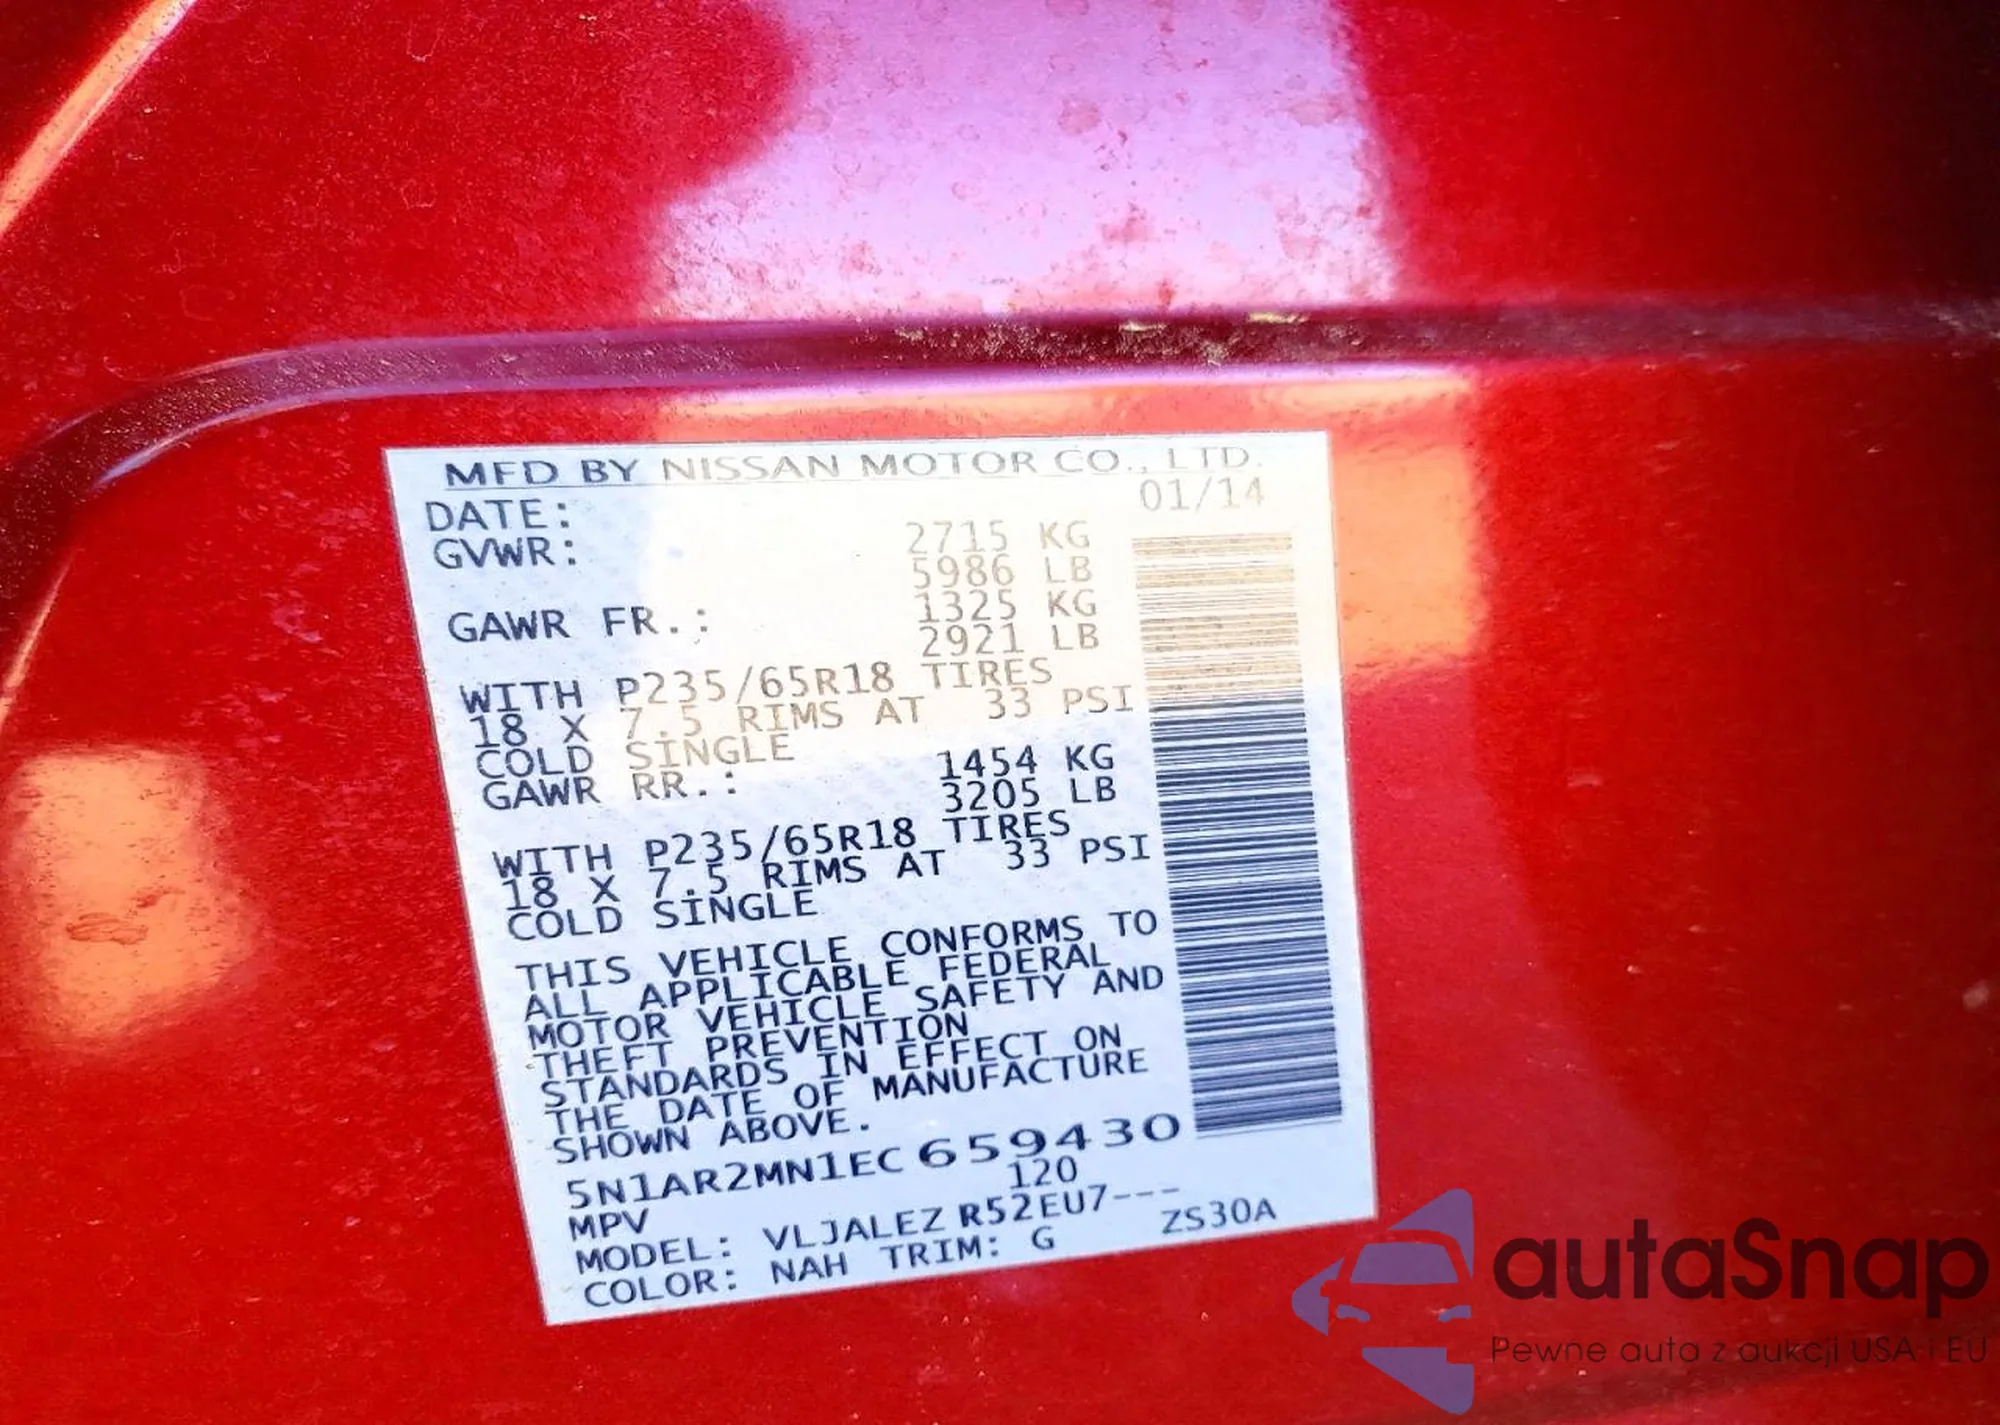 MFD BY NISSAN MOTOR CO., LTD.
DATE: 01/14
GVWR: 2715 KG
5986 LB
GAWR FR.: 1325 KG
2921 LB
WITH P235/65R18 TIRES
18 X 7.5 RIMS AT 33 PSI
COLD SINGLE
GAWR RR.: 1454 KG
3205 LB
WITH P235/65R18 TIRES
18 X 7.5 RIMS AT 33 PSI
COLD SINGLE
THIS VEHICLE CONFORMS TO
ALL APPLICABLE FEDERAL
MOTOR VEHICLE SAFETY AND
THEFT PREVENTION
STANDARDS IN EFFECT ON
THE DATE OF MANUFACTURE
SHOWN ABOVE.
5N1AR2MN1EC659430
MPV 120
MODEL: VLJALEZ R52EU7---
COLOR: NAH TRIM: G ZS30A
autaSnap
Pewne auta z aukcji USA i EU